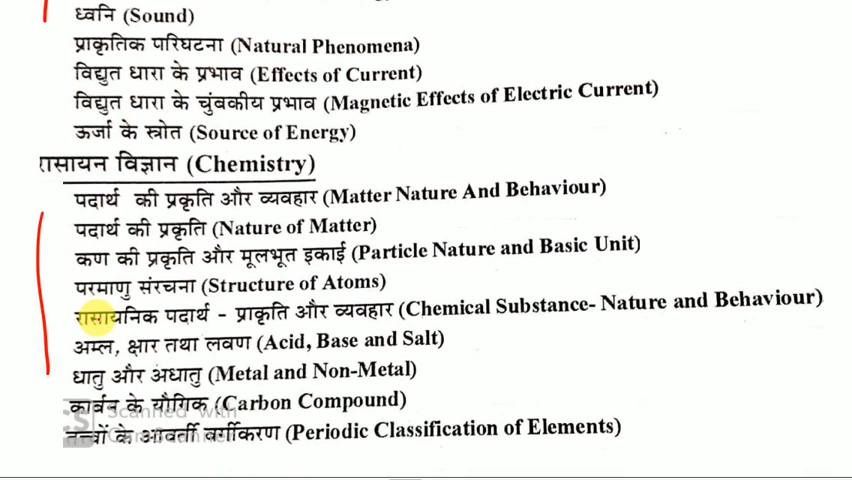 ध्वनि (Sound)
प्राकृतिक परिघटना (Natural Phenomena)
विद्युत धारा के प्रभाव (Effects of Current)
विद्युत धारा के चुंबकीय प्रभाव (Magnetic Effects of Electric Current)
ऊर्जा के स्त्रोत (Source of Energy)
रासायन विज्ञान (Chemistry)
पदार्थ की प्रकृति और व्यवहार (Matter Nature And Behaviour)
पदार्थ की प्रकृति (Nature of Matter)
कण की प्रकृति और मूलभूत इकाई (Particle Nature and Basic Unit)
परमाणु संरचना (Structure of Atoms)
रासायनिक पदार्थ - प्राकृति और व्यवहार (Chemical Substance- Nature and Behaviour)
अम्ल, क्षार तथा लवण (Acid, Base and Salt)
धातु और अधातु (Metal and Non-Metal)
कार्बन के यौगिक (Carbon Compound)
Scanned with
तत्त्वों के आवर्ती वर्गीकरण (Periodic Classification of Elements)